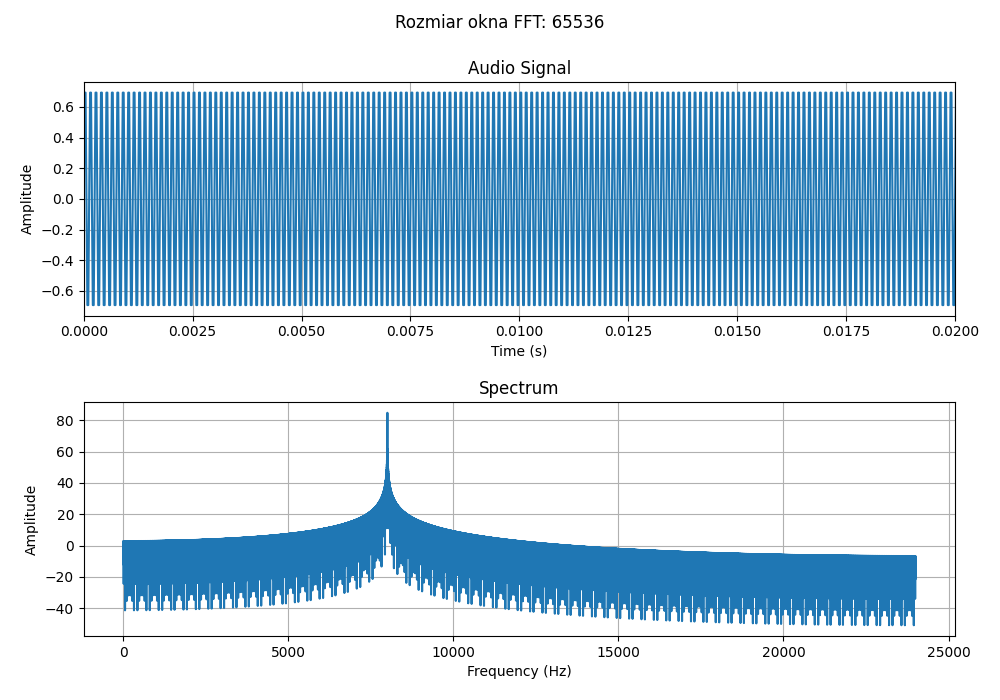 Rozmiar okna FFT: 65536
Audio Signal
0.6
0.4
0.2
0.0
−0.2
−0.4
−0.6
Amplitude
0.0000 0.0025 0.0050 0.0075 0.0100 0.0125 0.0150 0.0175 0.0200
Time (s)
Spectrum
80
60
40
20
0
−20
−40
Amplitude
0 5000 10000 15000 20000 25000
Frequency (Hz)